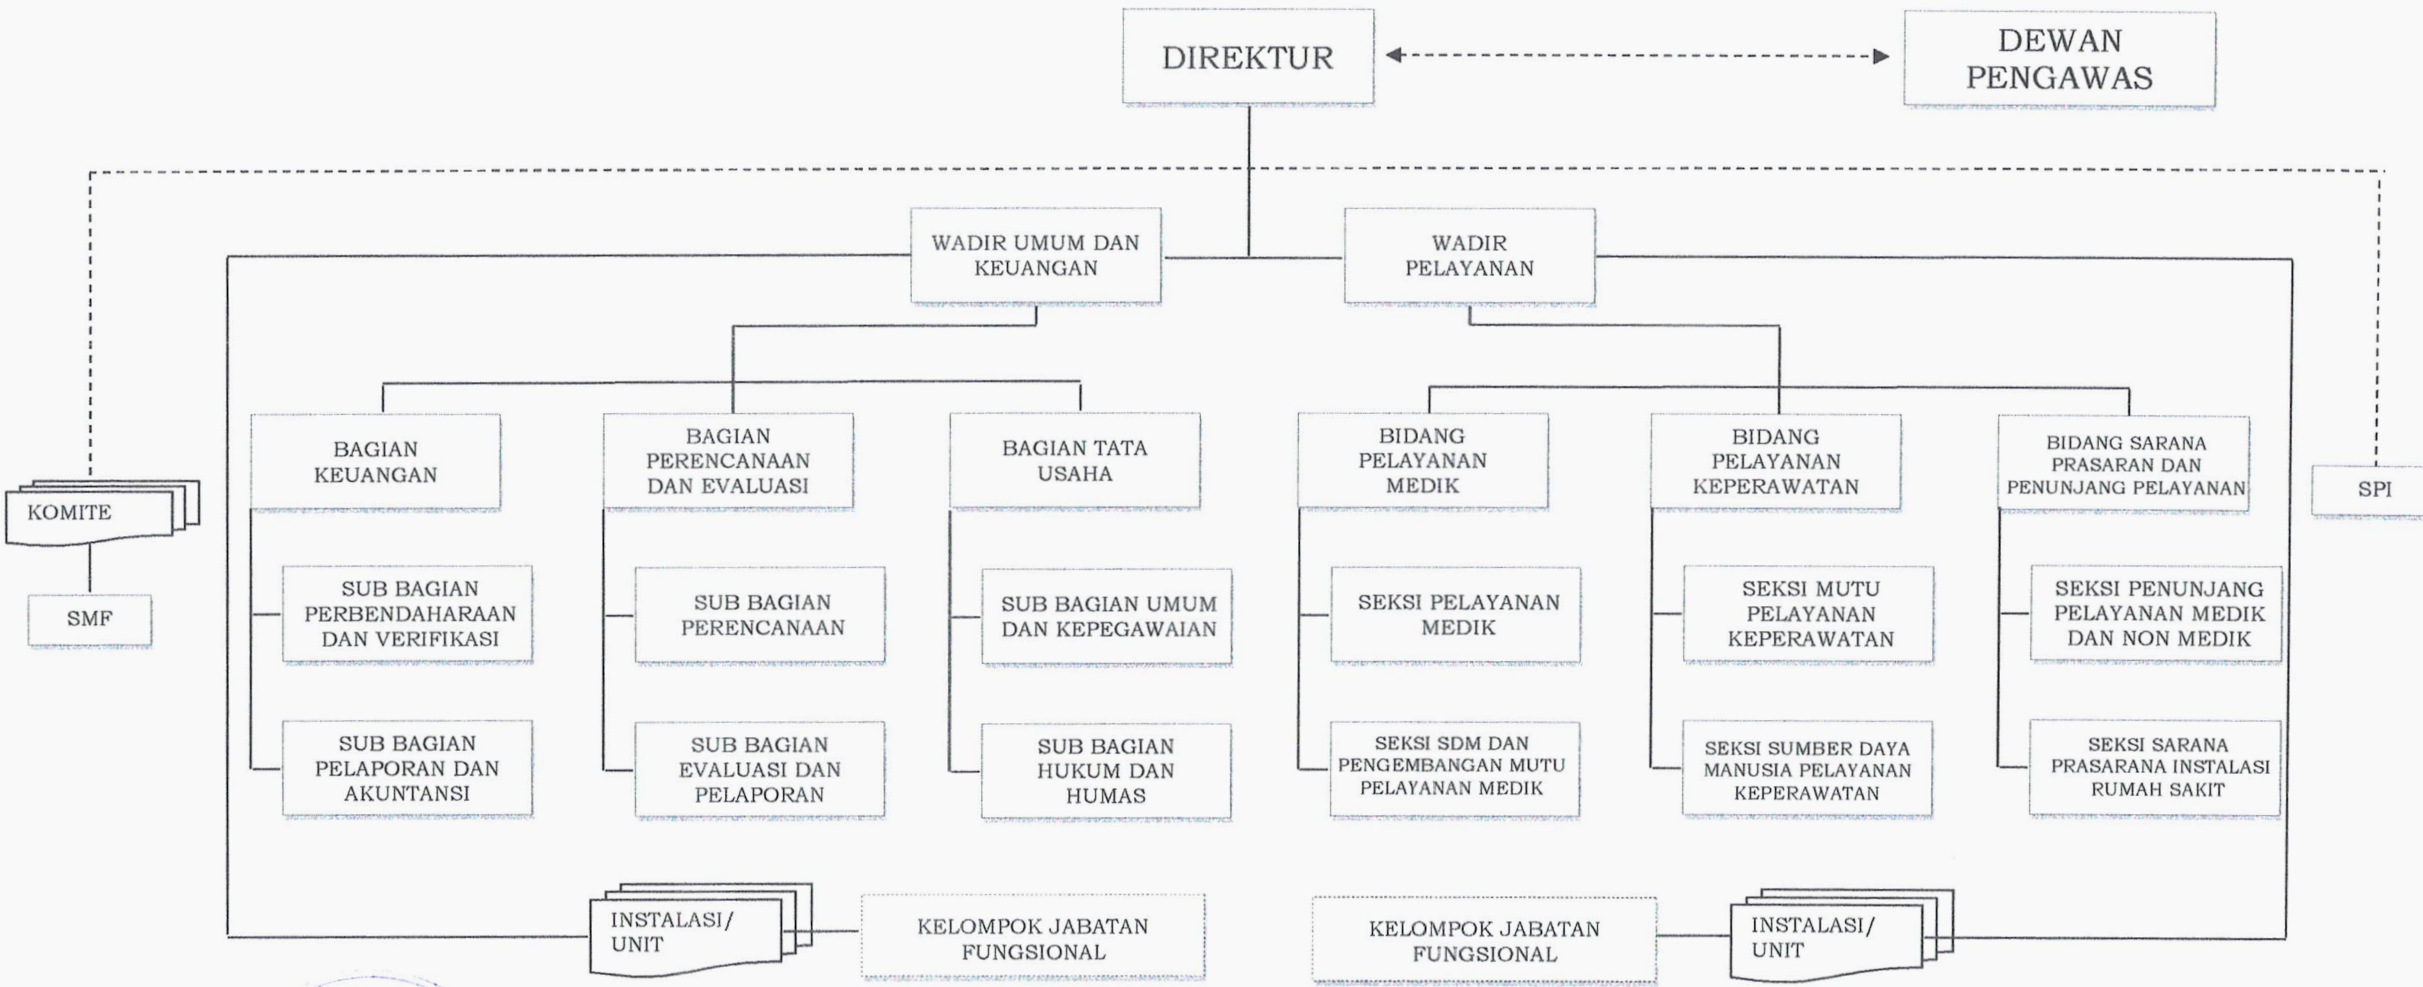 DIREKTUR
DEWAN
PENGAWAS
WADIR UMUM DAN
KEUANGAN
WADIR
PELAYANAN
BAGIAN
KEUANGAN
BAGIAN
PERENCANAAN
DAN EVALUASI
BAGIAN TATA
USAHA
BIDANG
PELAYANAN
MEDIK
BIDANG
PELAYANAN
KEPERAWATAN
BIDANG SARANA
PRASARAN DAN
PENUNJANG PELAYANAN
KOMITE
SPI
SMF
SUB BAGIAN
PERBENDAHARAAN
DAN VERIFIKASI
SUB BAGIAN
PERENCANAAN
SUB BAGIAN UMUM
DAN KEPEGAWAIAN
SEKSI PELAYANAN
MEDIK
SEKSI MUTU
PELAYANAN
KEPERAWATAN
SEKSI PENUNJANG
PELAYANAN MEDIK
DAN NON MEDIK
SUB BAGIAN
PELAPORAN DAN
AKUNTANSI
SUB BAGIAN
EVALUASI DAN
PELAPORAN
SUB BAGIAN
HUKUM DAN
HUMAS
SEKSI SDM DAN
PENGEMBANGAN MUTU
PELAYANAN MEDIK
SEKSI SUMBER DAYA
MANUSIA PELAYANAN
KEPERAWATAN
SEKSI SARANA
PRASARANA INSTALASI
RUMAH SAKIT
INSTALASI/
UNIT
KELOMPOK JABATAN
FUNGSIONAL
KELOMPOK JABATAN
FUNGSIONAL
INSTALASI/
UNIT